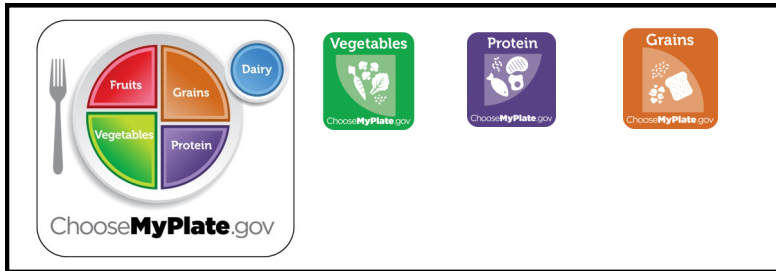 Fruits
Grains
Dairy
Vegetables
Protein
ChooseMyPlate.gov
Vegetables
ChooseMyPlate.gov
Protein
ChooseMyPlate.gov
Grains
ChooseMyPlate.gov